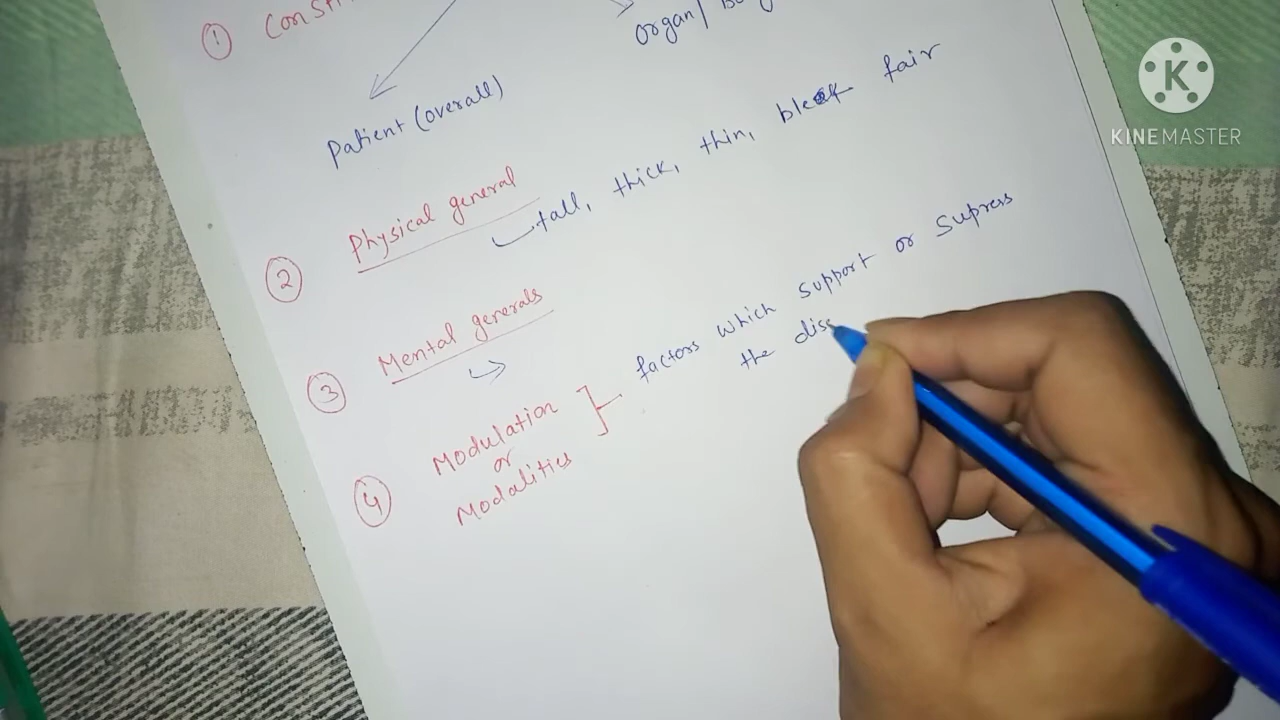 ①
organ/
Patient (overall)
② Physical general
tall, thick, thin, bleak fair
③ Mental generals
④ Modulation
or
Modalities
factors which support or supress
the dis
K
KINEMASTER